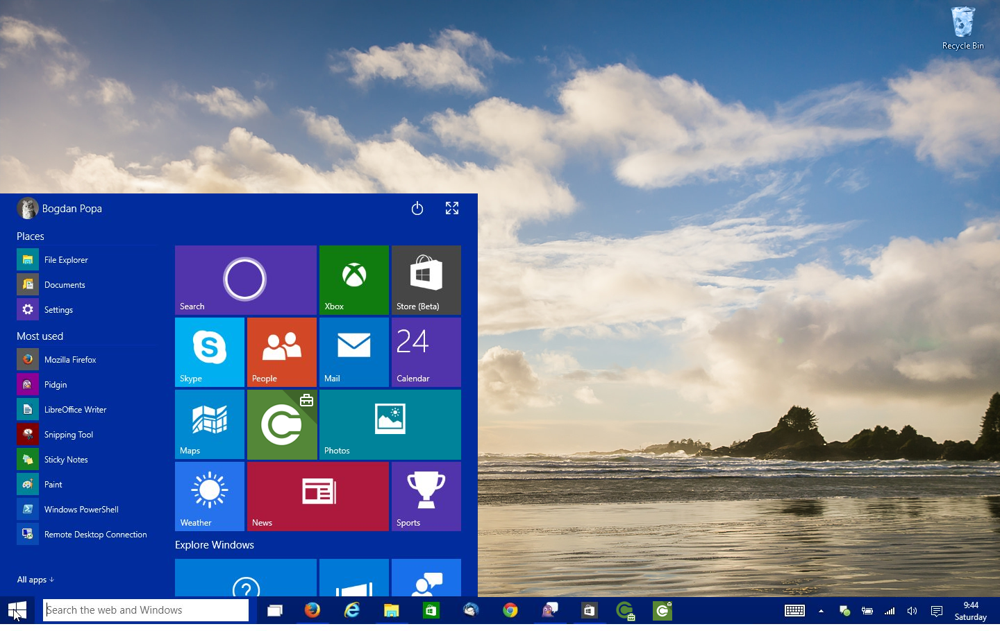 Recycle Bin
Bogdan Popa
Places
File Explorer
Documents
Settings
Most used
Mozilla Firefox
Pidgin
LibreOffice Writer
Snipping Tool
Sticky Notes
Paint
Windows PowerShell
Remote Desktop Connection
All apps
Search
Xbox
Store (Beta)
Skype
People
Mail
24
Calendar
Maps
Photos
Weather
News
Sports
Explore Windows
Search the web and Windows
9:44
Saturday